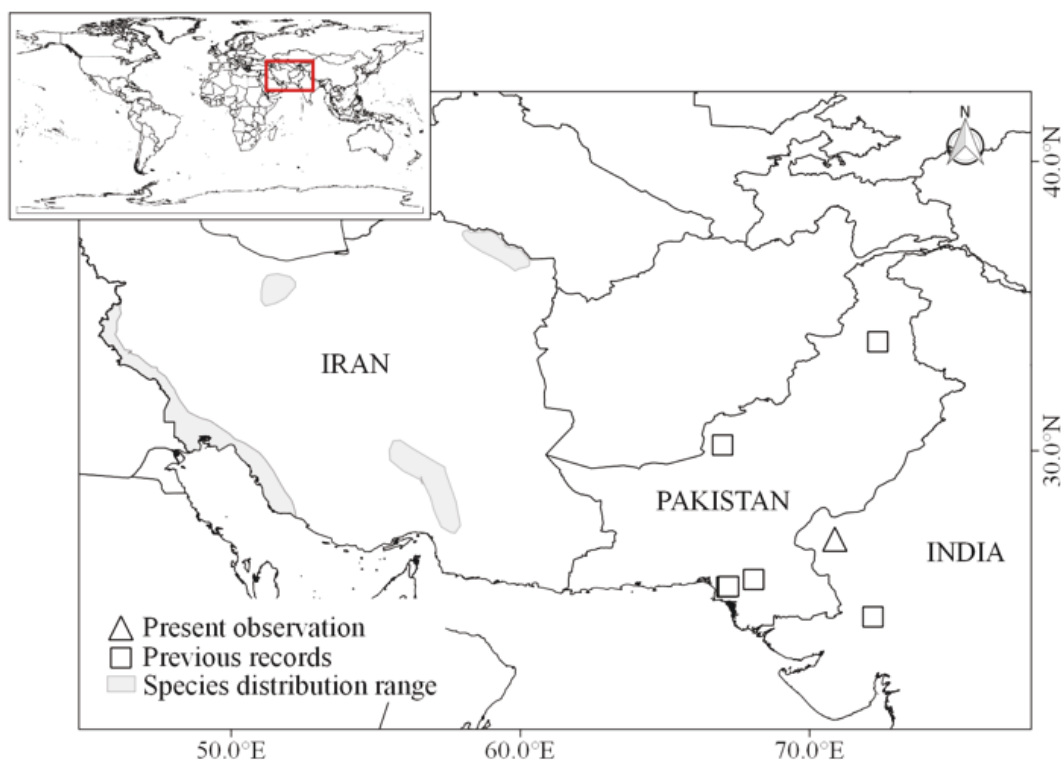 N
40.0°N
IRAN
30.0°N
PAKISTAN
INDIA
Present observation
Previous records
Species distribution range
50.0°E
60.0°E
70.0°E